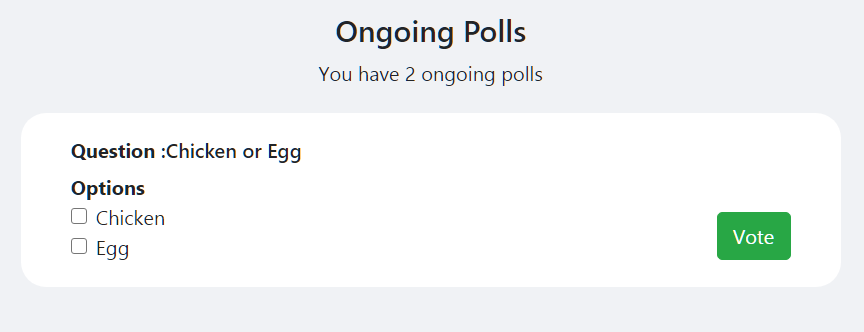 Ongoing Polls
You have 2 ongoing polls
Question :Chicken or Egg
Options
Chicken
Egg
Vote